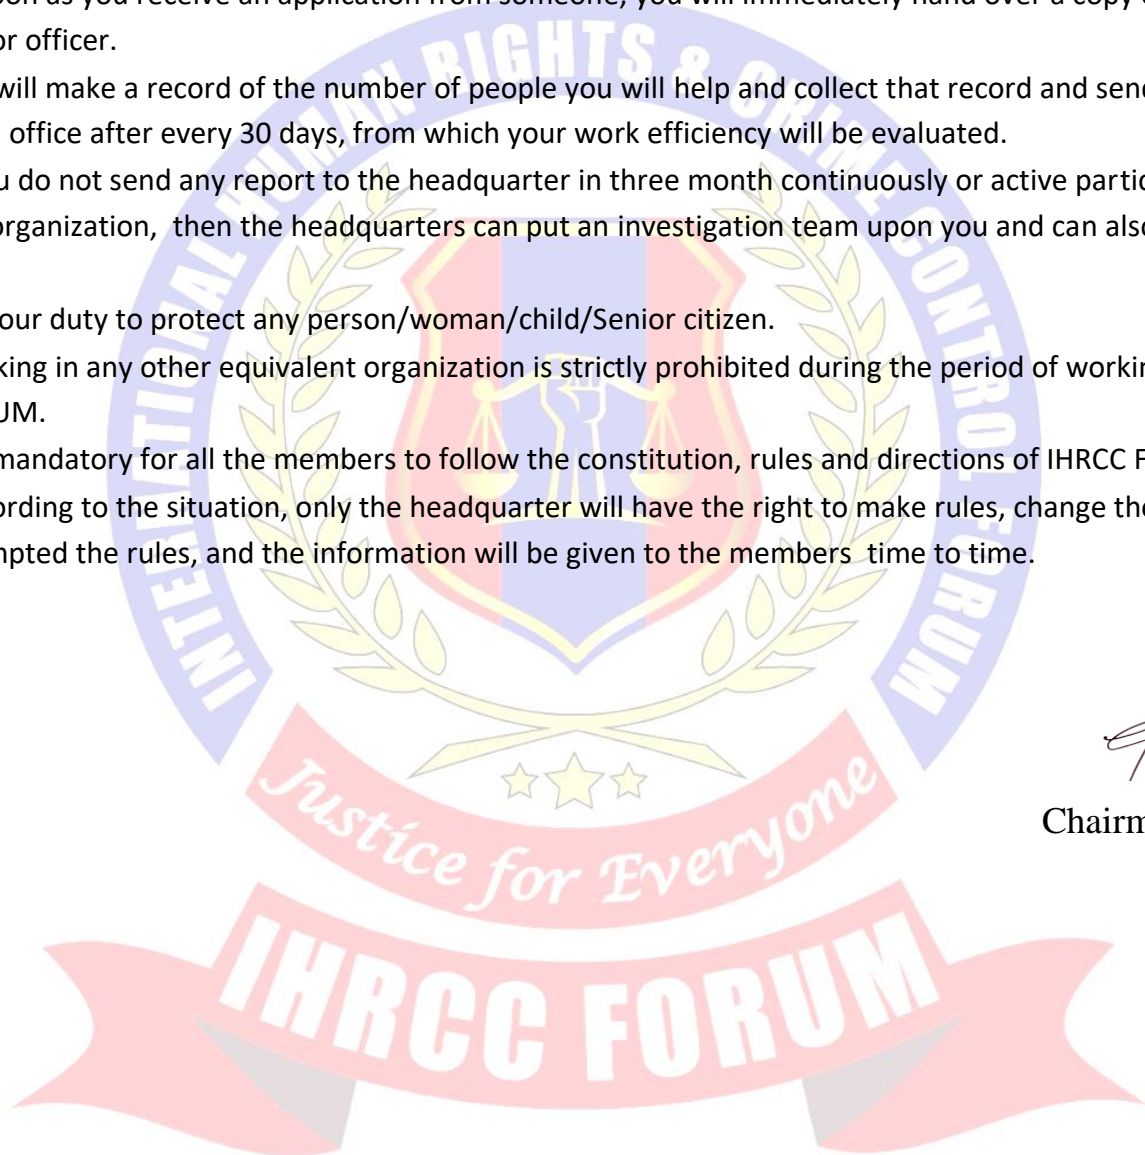 as you receive an application from someone, you will immediately hand over a copy
or officer.
will make a record of the number of people you will help and collect that record and send
office after every 30 days, from which your work efficiency will be evaluated.
do not send any report to the headquarter in three month continuously or active
organization, then the headquarters can put an investigation team upon you and can also
our duty to protect any person/woman/child/Senior citizen.
king in any other equivalent organization is strictly prohibited during the period of
UM.
mandatory for all the members to follow the constitution, rules and directions of IHRCC F
ording to the situation, only the headquarter will have the right to make rules, change
mpted the rules, and the information will be given to the members time to time.
INTERNATIONAL HUMAN RIGHTS & CRIME CONTROL FORUM
Chairm
Justice for Everyone
IHRCC FORUM